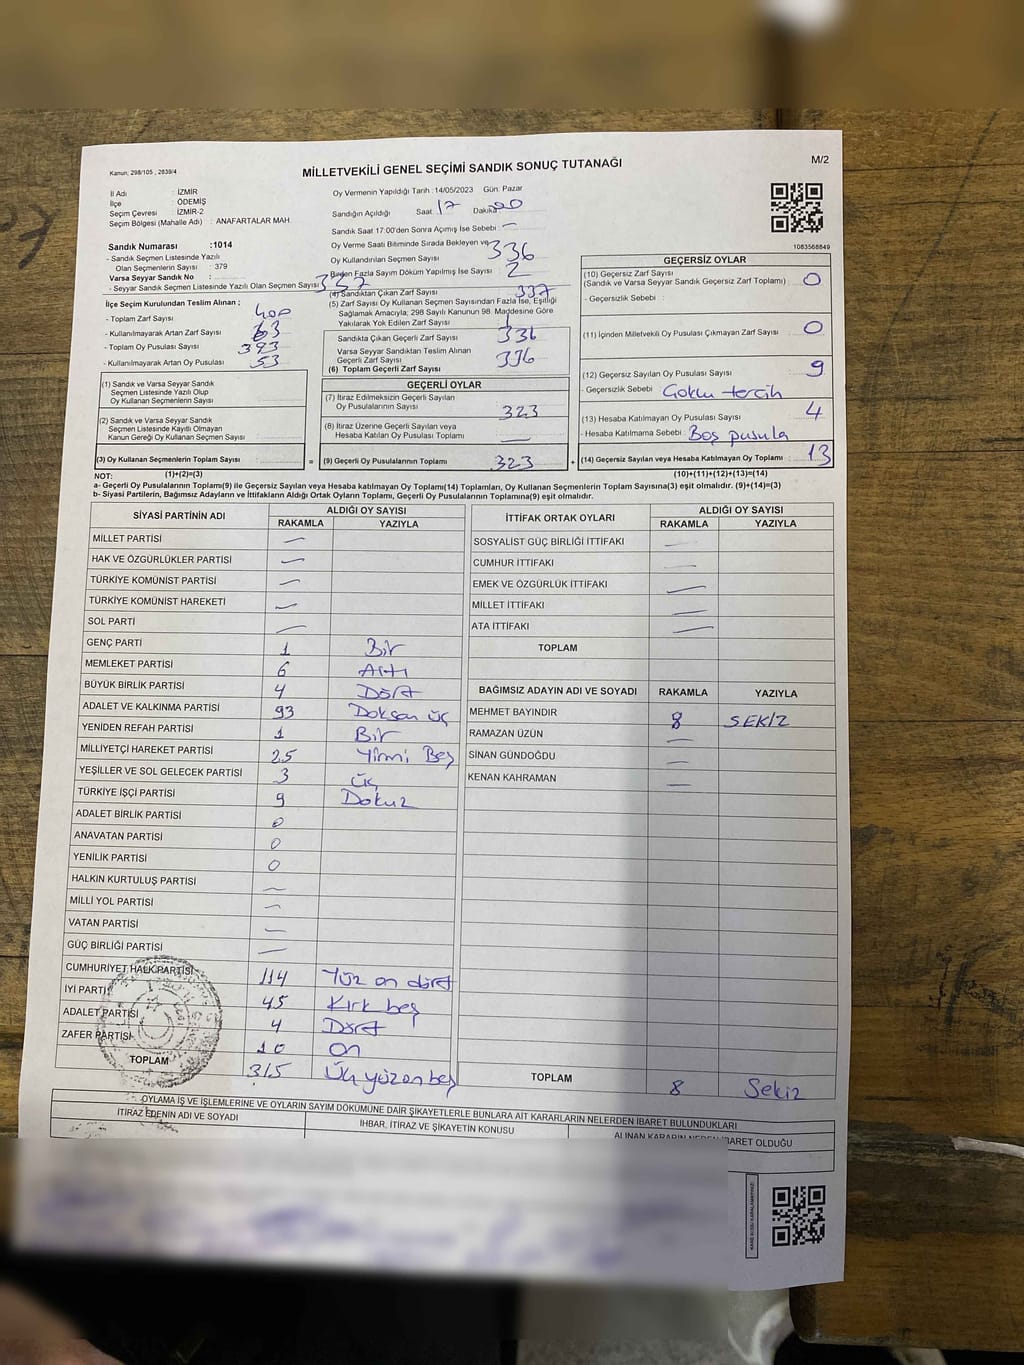 Kanun; 298/105 , 2839/4
MİLLETVEKİLİ GENEL SEÇİMİ SANDIK SONUÇ TUTANAĞI
M/2
İl Adı : İZMİR
İlçe : ÖDEMİŞ
Seçim Çevresi : İZMİR-2
Seçim Bölgesi (Mahalle Adı) : ANAFARTALAR MAH.
Oy Vermenin Yapıldığı Tarih :14/05/2023 Gün. Pazar
Sandığın Açıldığı Saat 17 Dakika
Sandık Saat 17:00'den Sonra Açımış İse Sebebi : —
Oy Verme Saati Bitiminde Sırada Bekleyen ve
Oy Kullandırılan Seçmen Sayısı 336
Birden Fazla Sayım Döküm Yapılmış İse Sayısı : 2
1083568849
Sandık Numarası :1014
- Sandık Seçmen Listesinde Yazılı
Olan Seçmenlerin Sayısı : 379
Varsa Seyyar Sandık No :
- Seyyar Sandık Seçmen Listesinde Yazılı Olan Seçmen Sayısı 337
İlçe Seçim Kurulundan Teslim Alınan ;
- Toplam Zarf Sayısı : 400
- Kullanılmayarak Artan Zarf Sayısı : 63
- Toplam Oy Pusulası Sayısı : 393
- Kullanılmayarak Artan Oy Pusulası : 53
(4) Sandıktan Çıkan Zarf Sayısı : 337
(5) Zarf Sayısı Oy Kullanan Seçmen Sayısından Fazla İse, Eşitliği
Sağlamak Amacıyla; 298 Sayılı Kanunun 98. Maddesine Göre
Yakılarak Yok Edilen Zarf Sayısı : 1
Sandıkta Çıkan Geçerli Zarf Sayısı : 336
Varsa Seyyar Sandıktan Teslim Alınan
Geçerli Zarf Sayısı
(6) Toplam Geçerli Zarf Sayısı 336
GEÇERSİZ OYLAR
(10) Geçersiz Zarf Sayısı
(Sandık ve Varsa Seyyar Sandık Geçersiz Zarf Toplamı) : 0
- Geçersizlik Sebebi :
(11) İçinden Milletvekili Oy Pusulası Çıkmayan Zarf Sayısı : 0
(12) Geçersiz Sayılan Oy Pusulası Sayısı : 9
- Geçersizlik Sebebi : Çoklu tercih
(13) Hesaba Katılmayan Oy Pusulası Sayısı : 4
- Hesaba Katılmama Sebebi : Boş pusula
(14) Geçersiz Sayılan veya Hesaba Katılmayan Oy Toplamı : 13
(10)+(11)+(12)+(13)=(14)
(1) Sandık ve Varsa Seyyar Sandık
Seçmen Listesinde Yazılı Olup
Oy Kullanan Seçmenlerin Sayısı
(2) Sandık ve Varsa Seyyar Sandık
Seçmen Listesinde Kayıtlı Olmayan
Kanun Gereği Oy Kullanan Seçmen Sayısı
(3) Oy Kullanan Seçmenlerin Toplam Sayısı :
(1)+(2)=(3)
GEÇERLİ OYLAR
(7) İtiraz Edilmeksizin Geçerli Sayılan
Oy Pusulalarının Sayısı : 323
(8) İtiraz Üzerine Geçerli Sayılan veya
Hesaba Katılan Oy Pusulası Toplamı : —
(9) Geçerli Oy Pusulalarının Toplamı : 323
NOT:
a- Geçerli Oy Pusulalarının Toplamı(9) ile Geçersiz Sayılan veya Hesaba katılmayan Oy Toplamı(14) Toplamları, Oy Kullanan Seçmenlerin Toplam Sayısına(3) eşit olmalıdır. (9)+(14)=(3)
b- Siyasi Partilerin, Bağımsız Adayların ve İttifakların Aldığı Ortak Oyların Toplamı, Geçerli Oy Pusulalarının Toplamına(9) eşit olmalıdır.
SİYASİ PARTİNİN ADI ALDIĞI OY SAYISI
RAKAMLA YAZIYLA
MİLLET PARTİSİ —
HAK VE ÖZGÜRLÜKLER PARTİSİ —
TÜRKİYE KOMÜNİST PARTİSİ —
TÜRKİYE KOMÜNİST HAREKETİ —
SOL PARTİ —
GENÇ PARTİ 1 Bir
MEMLEKET PARTİSİ 6 Altı
BÜYÜK BİRLİK PARTİSİ 4 Dört
ADALET VE KALKINMA PARTİSİ 93 Doksan üç
YENİDEN REFAH PARTİSİ 1 Bir
MİLLİYETÇİ HAREKET PARTİSİ 25 Yirmi Beş
YEŞİLLER VE SOL GELECEK PARTİSİ 3 Üç
TÜRKİYE İŞÇİ PARTİSİ 9 Dokuz
ADALET BİRLİK PARTİSİ 0
ANAVATAN PARTİSİ 0
YENİLİK PARTİSİ 0
HALKIN KURTULUŞ PARTİSİ —
MİLLİ YOL PARTİSİ —
VATAN PARTİSİ —
GÜÇ BİRLİĞİ PARTİSİ —
CUMHURİYET HALK PARTİSİ 114 Yüz on dört
İYİ PARTİ 45 Kırk beş
ADALET PARTİSİ 4 Dört
ZAFER PARTİSİ 10 On
TOPLAM 315 Üç yüz on beş
İTTİFAK ORTAK OYLARI ALDIĞI OY SAYISI
RAKAMLA YAZIYLA
SOSYALİST GÜÇ BİRLİĞİ İTTİFAKI —
CUMHUR İTTİFAKI —
EMEK VE ÖZGÜRLÜK İTTİFAKI —
MİLLET İTTİFAKI —
ATA İTTİFAKI —
TOPLAM
BAĞIMSIZ ADAYIN ADI VE SOYADI RAKAMLA YAZIYLA
MEHMET BAYINDIR 8 SEKİZ
RAMAZAN UZUN —
SİNAN GÜNDOĞDU —
KENAN KAHRAMAN —
TOPLAM 8 Sekiz
OYLAMA İŞ VE İŞLEMLERİNE VE OYLARIN SAYIM DÖKÜMÜNE DAİR ŞİKAYETLERLE BUNLARA AİT KARARLARIN NELERDEN İBARET BULUNDUKLARI
İTİRAZ EDENİN ADI VE SOYADI
İHBAR, İTİRAZ VE ŞİKAYETİN KONUSU
ALINAN KARARIN NEDEN İBARET OLDUĞU